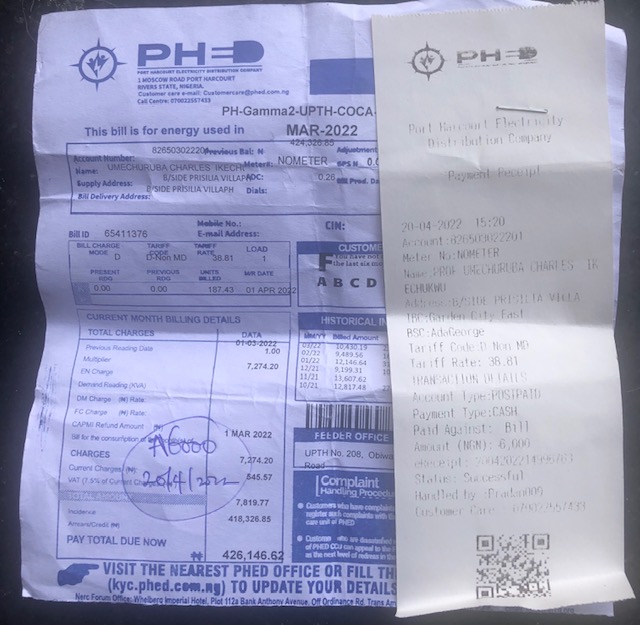 PHED
PORT HARCOURT ELECTRICITY DISTRIBUTION COMPANY
1 MOSCOW ROAD PORT HARCOURT
RIVERS STATE, NIGERIA.
Customer care e-mail: Customercare@phed.com.ng
Call Centre: 070022557433
PH-Gamma2-UPTH-COCA-
This bill is for energy used in MAR-2022
424,326.85
Account Number: 82650302220 Previous Bal: N Adjustment
Name: UMECHURUBA CHARLES IKECH Meter#: NOMETER GPS N 0.0
Supply Address: B/SIDE PRISILIA VILLAPH ADC: 0.26 Bill Prod. Da
B/SIDE PRISILIA VILLAPH Dials:
Bill Delivery Address:
Mobile No.: CIN:
Bill ID 65411376 E-mail Address:
BILL CHARGE MODE TARIFF CODE TARIFF RATE LOAD
D D-Non MD 38.81 1
PRESENT RDG PREVIOUS RDG UNITS BILLED M/R DATE
0.00 0.00 187.43 01 APR 2022
CUSTOME
You have not
the last six m
F
A B C D
CURRENT MONTH BILLING DETAILS
TOTAL CHARGES DATA
Previous Reading Date 01-03-2022
Multiplier 1.00
EN Charge 7,274.20
Demand Reading (KVA)
DM Charge (₦) Rate
FC Charge (₦) Rate
CAPMI Refund Amount
Bill for the consumption of 1 MAR 2022
CHARGES
Current Charges (₦) 7,274.20
VAT (7.5% of Current Ch 545.57
TOTAL AMOUNT 7,819.77
Incidence
Amount/Credit (₦) 418,326.85
PAY TOTAL DUE NOW ₦ 426,146.62
A6000
20/4/2022
HISTORICAL IN
MM/YY Billed Amount
03/22 10,430.19
02/22 9,489.56
01/22 12,146.64
12/21 9,199.31
11/21 13,607.62
10/21 12,817.48
FEEDER OFFICE
UPTH No. 208, Obiwa
Road
Complaint
Handling Procedu
Customers who have complaints
register such complaints with the
care unit of PHED
of PHED CCU can appeal to the
as the next level of redress in the
VISIT THE NEAREST PHED OFFICE OR FILL TH
(kyc.phed.com.ng) TO UPDATE YOUR DETAILS
Nerc Forum Office: Whelberg Imperial Hotel, Plot 112a Bank Anthony Avenue, Off Ordinance Rd, Trans Am
PHED
Port Harcourt Electricity
Distribution Company
Payment Receipt
20-04-2022 15:20
Account:826503022201
Meter No:NOMETER
Name:PROF UMECHURUBA CHARLES IK
ECHUKWU
Address:B/SIDE PRISILIA VILLA
IBC:Garden City East
BSC:AdaGeorge
Tariff Code:D Non MD
Tariff Rate: 38.81
TRANSACTION DETAILS
Account Type:POSTPAID
Payment Type:CASH
Paid Against: Bill
Amount (NGN): 6,000
eReceipt:
Status: Successful
Handled by
Customer Care - 070022557433